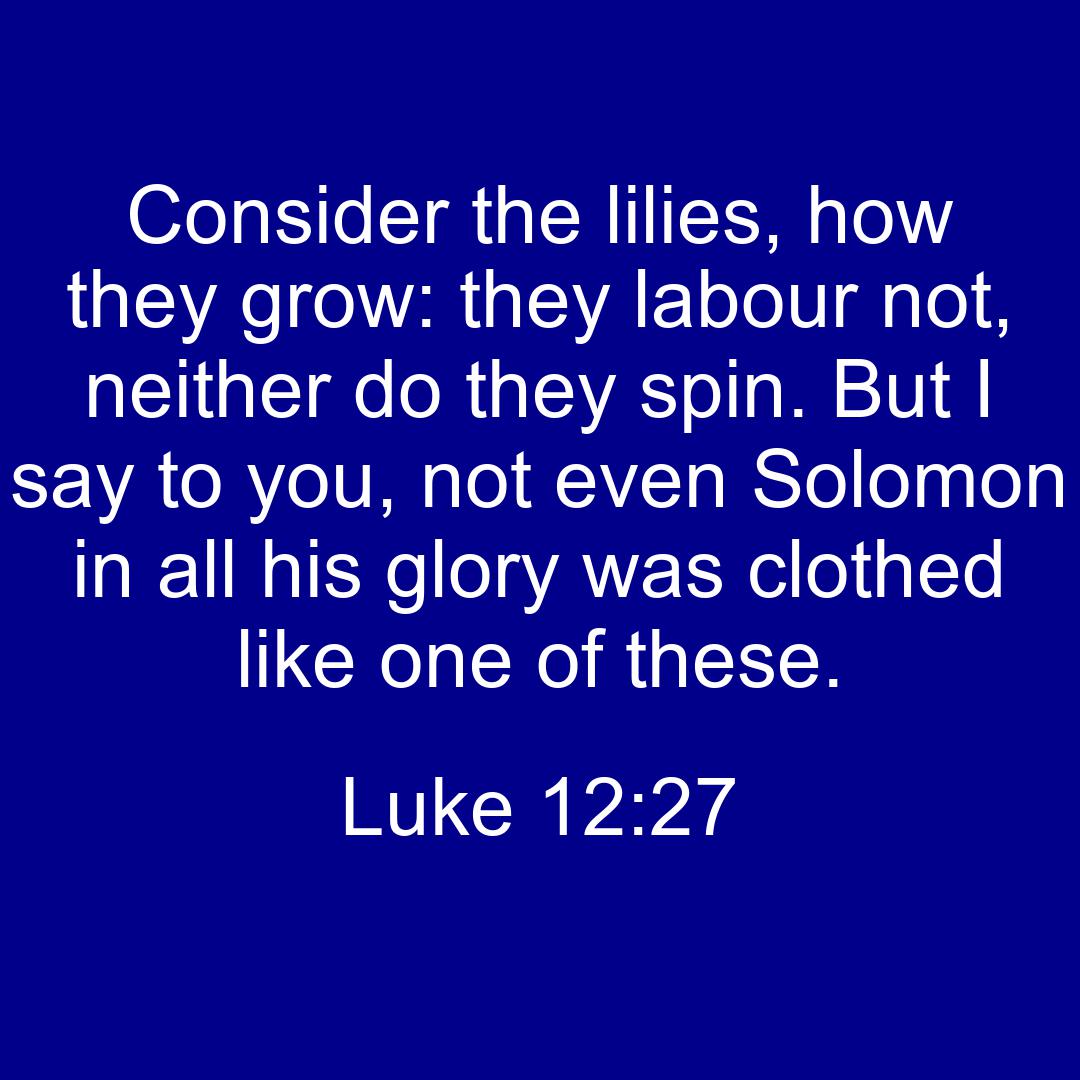 Consider the lilies, how
they grow: they labour not,
neither do they spin. But I
say to you, not even Solomon
in all his glory was clothed
like one of these.
Luke 12:27